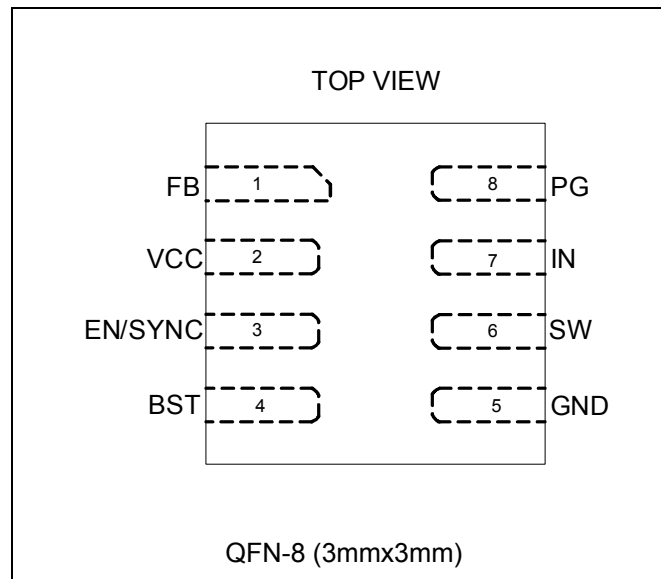 TOP VIEW
FB 1 8 PG
VCC 2 7 IN
EN/SYNC 3 6 SW
BST 4 5 GND
QFN-8 (3mmx3mm)